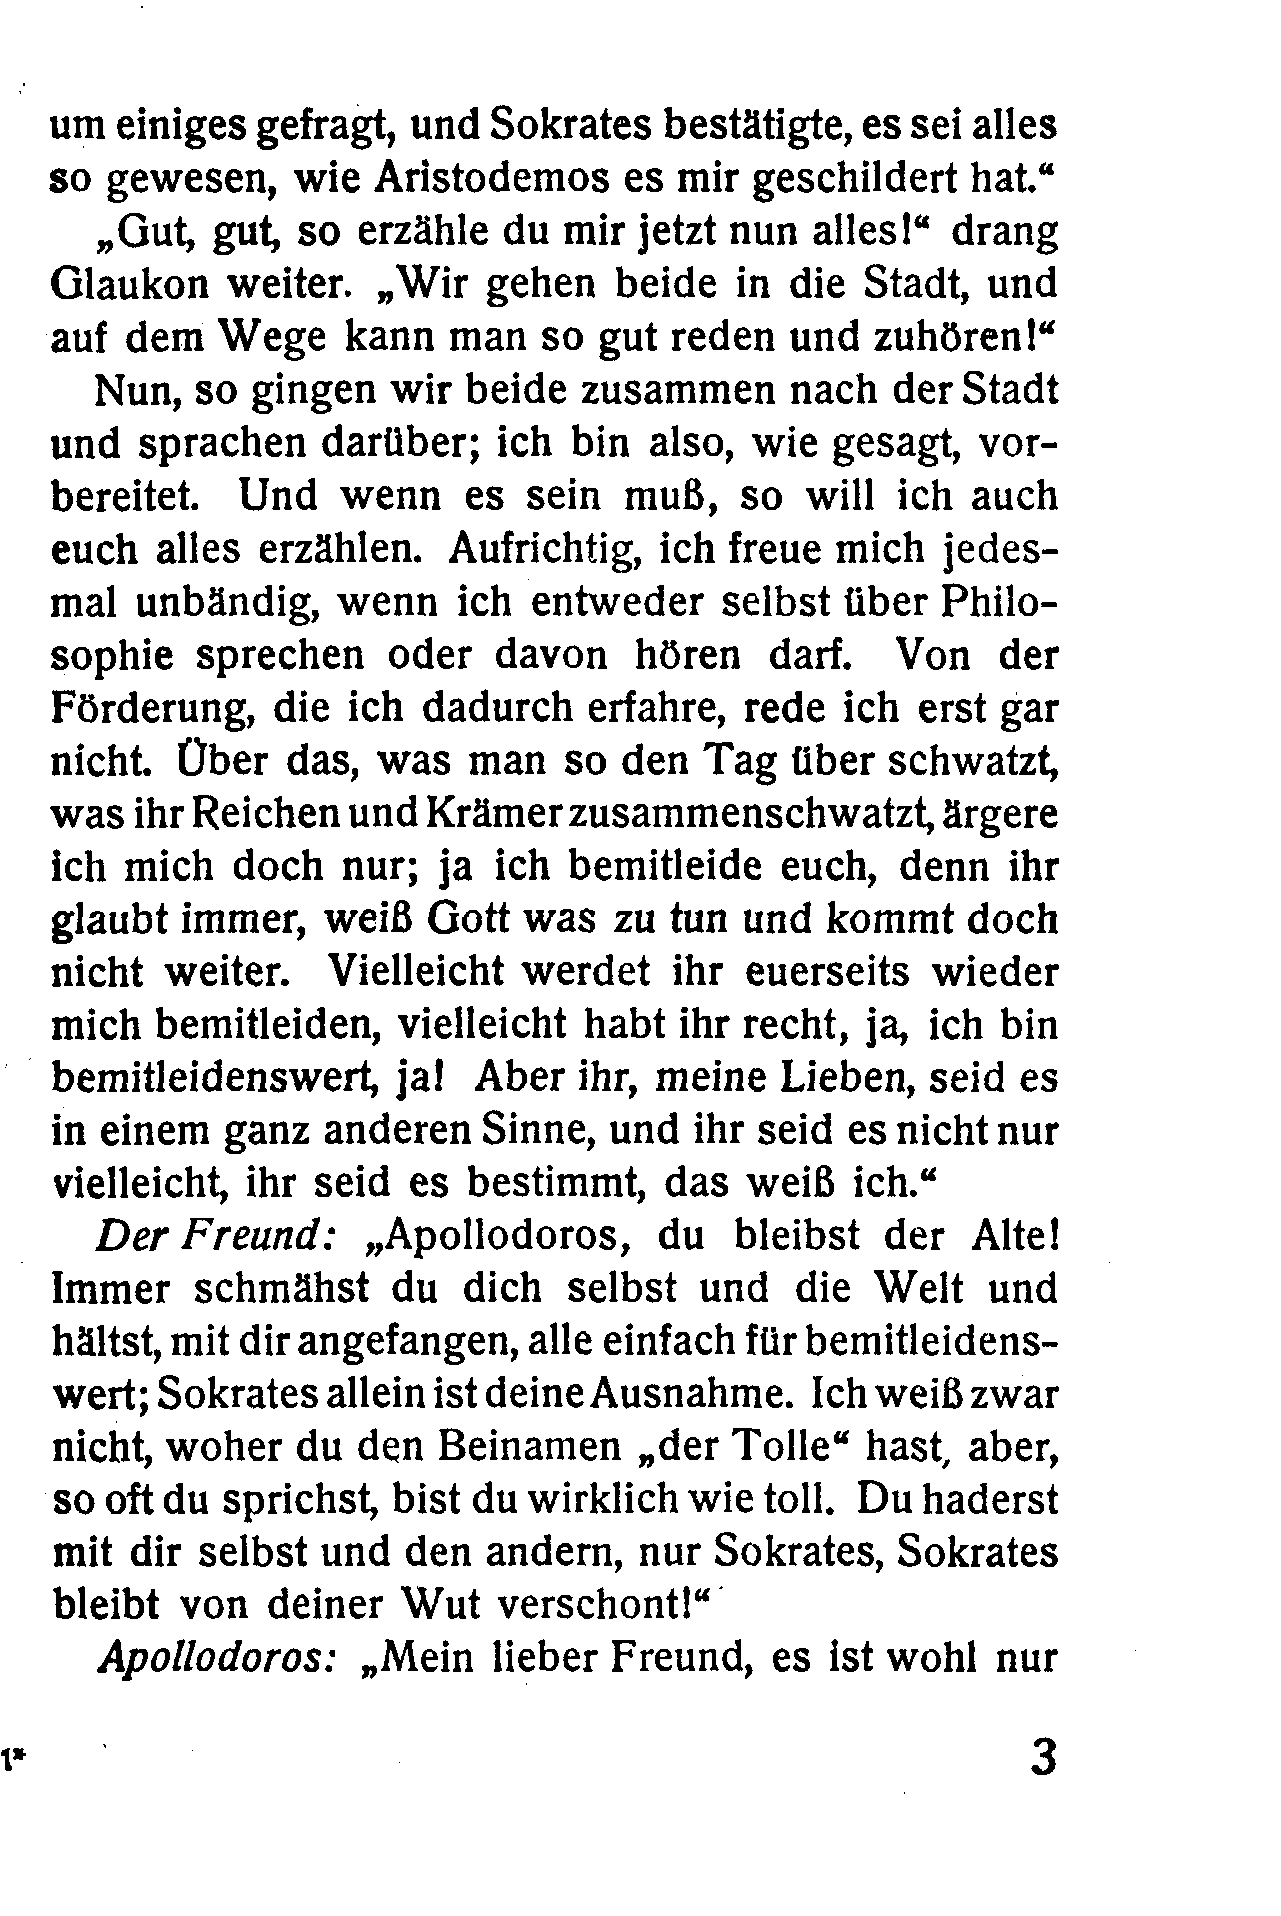 um einiges gefragt, und Sokrates bestätigte, es sei alles
so gewesen, wie Aristodemos es mir geschildert hat.“
„Gut, gut, so erzähle du mir jetzt nun alles!“ drang
Glaukon weiter. „Wir gehen beide in die Stadt, und
auf dem Wege kann man so gut reden und zuhören!“
Nun, so gingen wir beide zusammen nach der Stadt
und sprachen darüber; ich bin also, wie gesagt, vor-
bereitet. Und wenn es sein muß, so will ich auch
euch alles erzählen. Aufrichtig, ich freue mich jedes-
mal unbändig, wenn ich entweder selbst über Philo-
sophie sprechen oder davon hören darf. Von der
Förderung, die ich dadurch erfahre, rede ich erst gar
nicht. Über das, was man so den Tag über schwatzt,
was ihr Reichen und Krämer zusammenschwatzt, ärgere
ich mich doch nur; ja ich bemitleide euch, denn ihr
glaubt immer, weiß Gott was zu tun und kommt doch
nicht weiter. Vielleicht werdet ihr euerseits wieder
mich bemitleiden, vielleicht habt ihr recht, ja, ich bin
bemitleidenswert, ja! Aber ihr, meine Lieben, seid es
in einem ganz anderen Sinne, und ihr seid es nicht nur
vielleicht, ihr seid es bestimmt, das weiß ich.“
Der Freund: „Apollodoros, du bleibst der Alte!
Immer schmähst du dich selbst und die Welt und
hältst, mit dir angefangen, alle einfach für bemitleidens-
wert; Sokrates allein ist deine Ausnahme. Ich weiß zwar
nicht, woher du den Beinamen „der Tolle“ hast, aber,
so oft du sprichst, bist du wirklich wie toll. Du haderst
mit dir selbst und den andern, nur Sokrates, Sokrates
bleibt von deiner Wut verschont!“
Apollodoros: „Mein lieber Freund, es ist wohl nur
1*
3